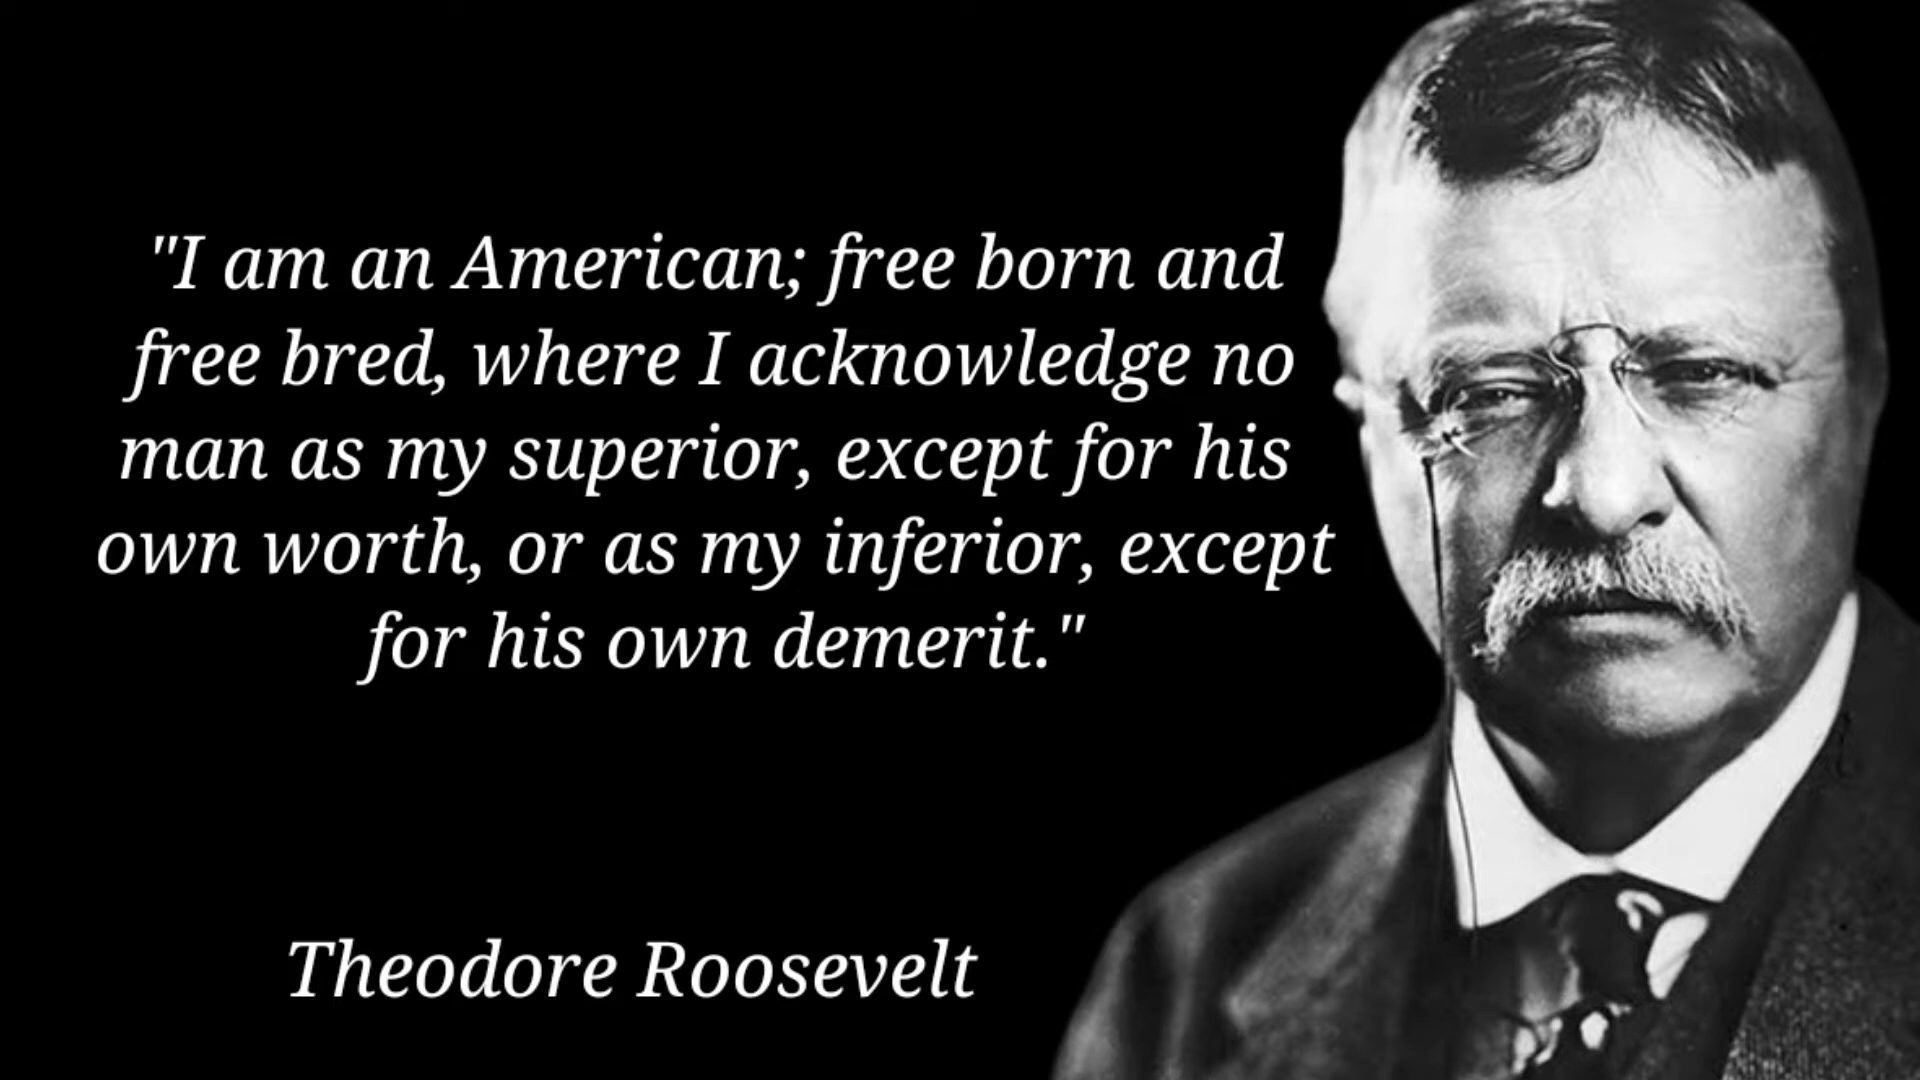 "I am an American; free born and
free bred, where I acknowledge no
man as my superior, except for his
own worth, or as my inferior, except
for his own demerit."
Theodore Roosevelt